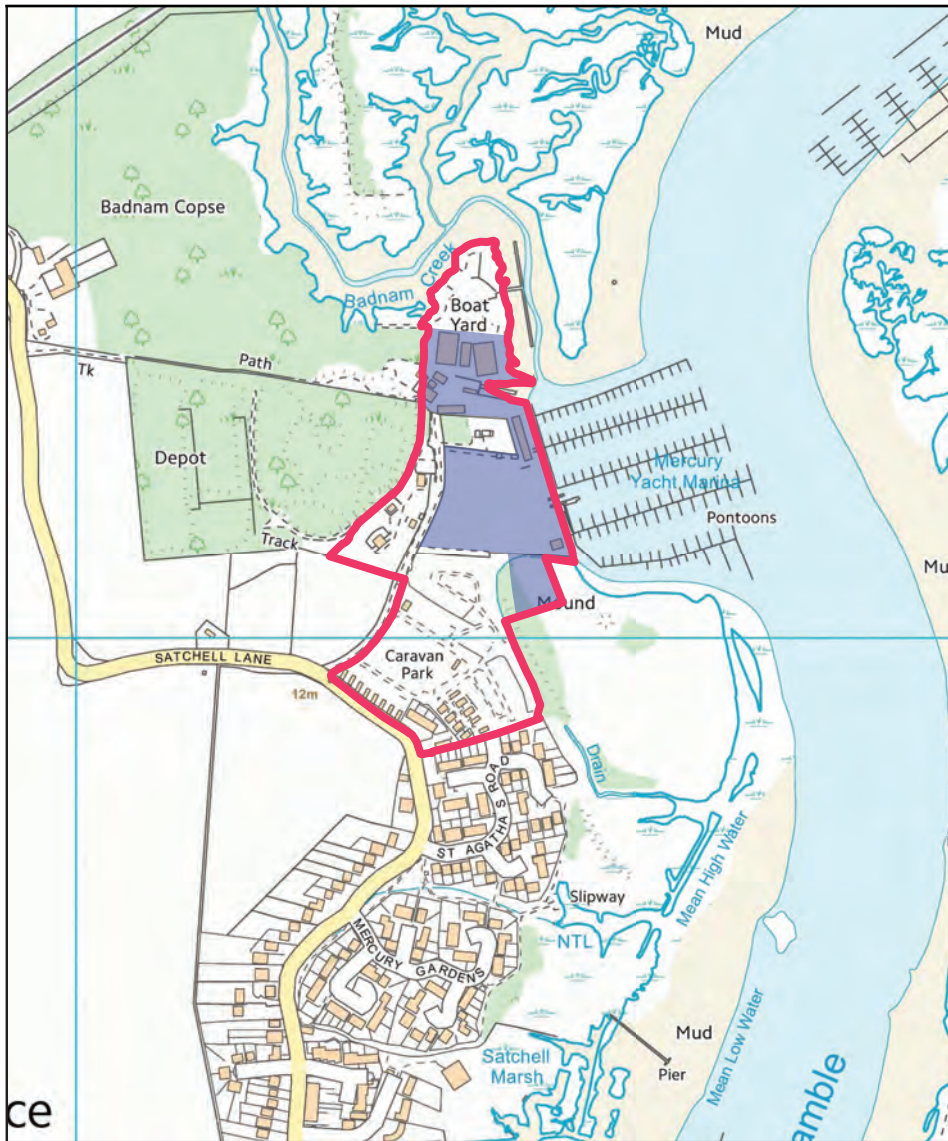 Mud
Badnam Copse
Badnam Creek
Boat
Yard
Path
Tk
Depot
Mercury
Yacht Marina
Pontoons
Track
Mu
Mound
SATCHELL LANE
Caravan
Park
12m
Drain
ST AGATHA'S ROAD
Mean High Water
Slipway
NTL
MERCURY GARDENS
Mud
Satchell
Marsh
Pier
Mean Low Water
amble
ce